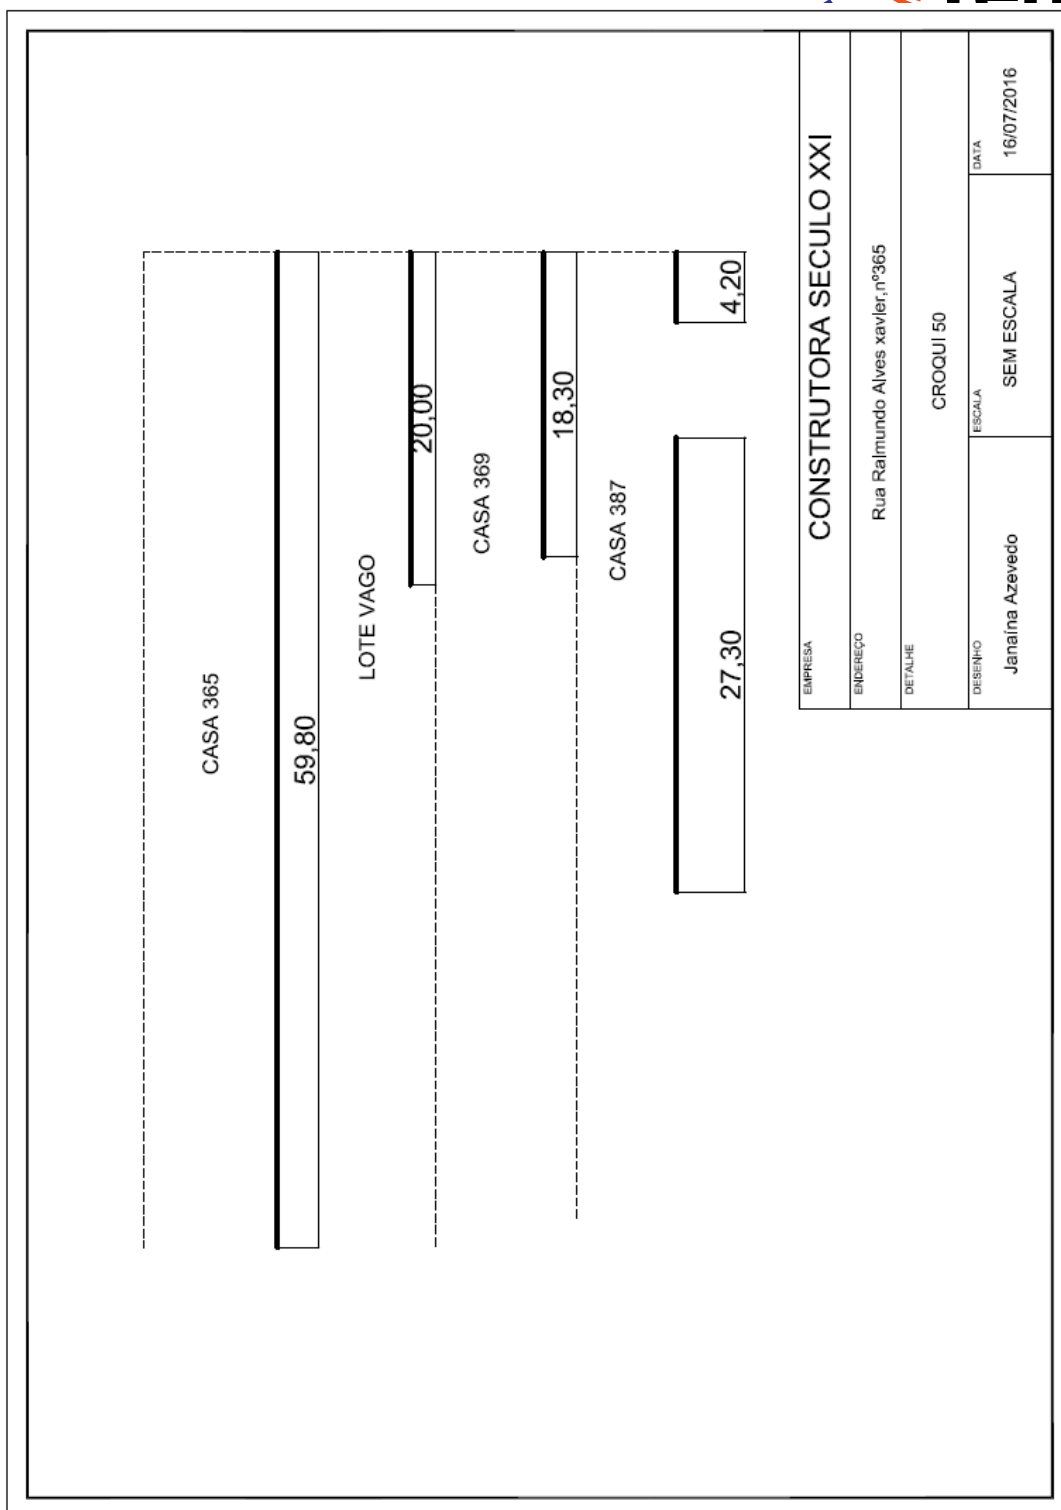 CASA 365
59,80
LOTE VAGO
20,00
CASA 369
18,30
CASA 387
27,30
4,20
EMPRESA
CONSTRUTORA SECULO XXI
ENDEREÇO
Rua Raimundo Alves xavier,nº365
DETALHE
CROQUI 50
DESENHO
Janaína Azevedo
ESCALA
SEM ESCALA
DATA
16/07/2016